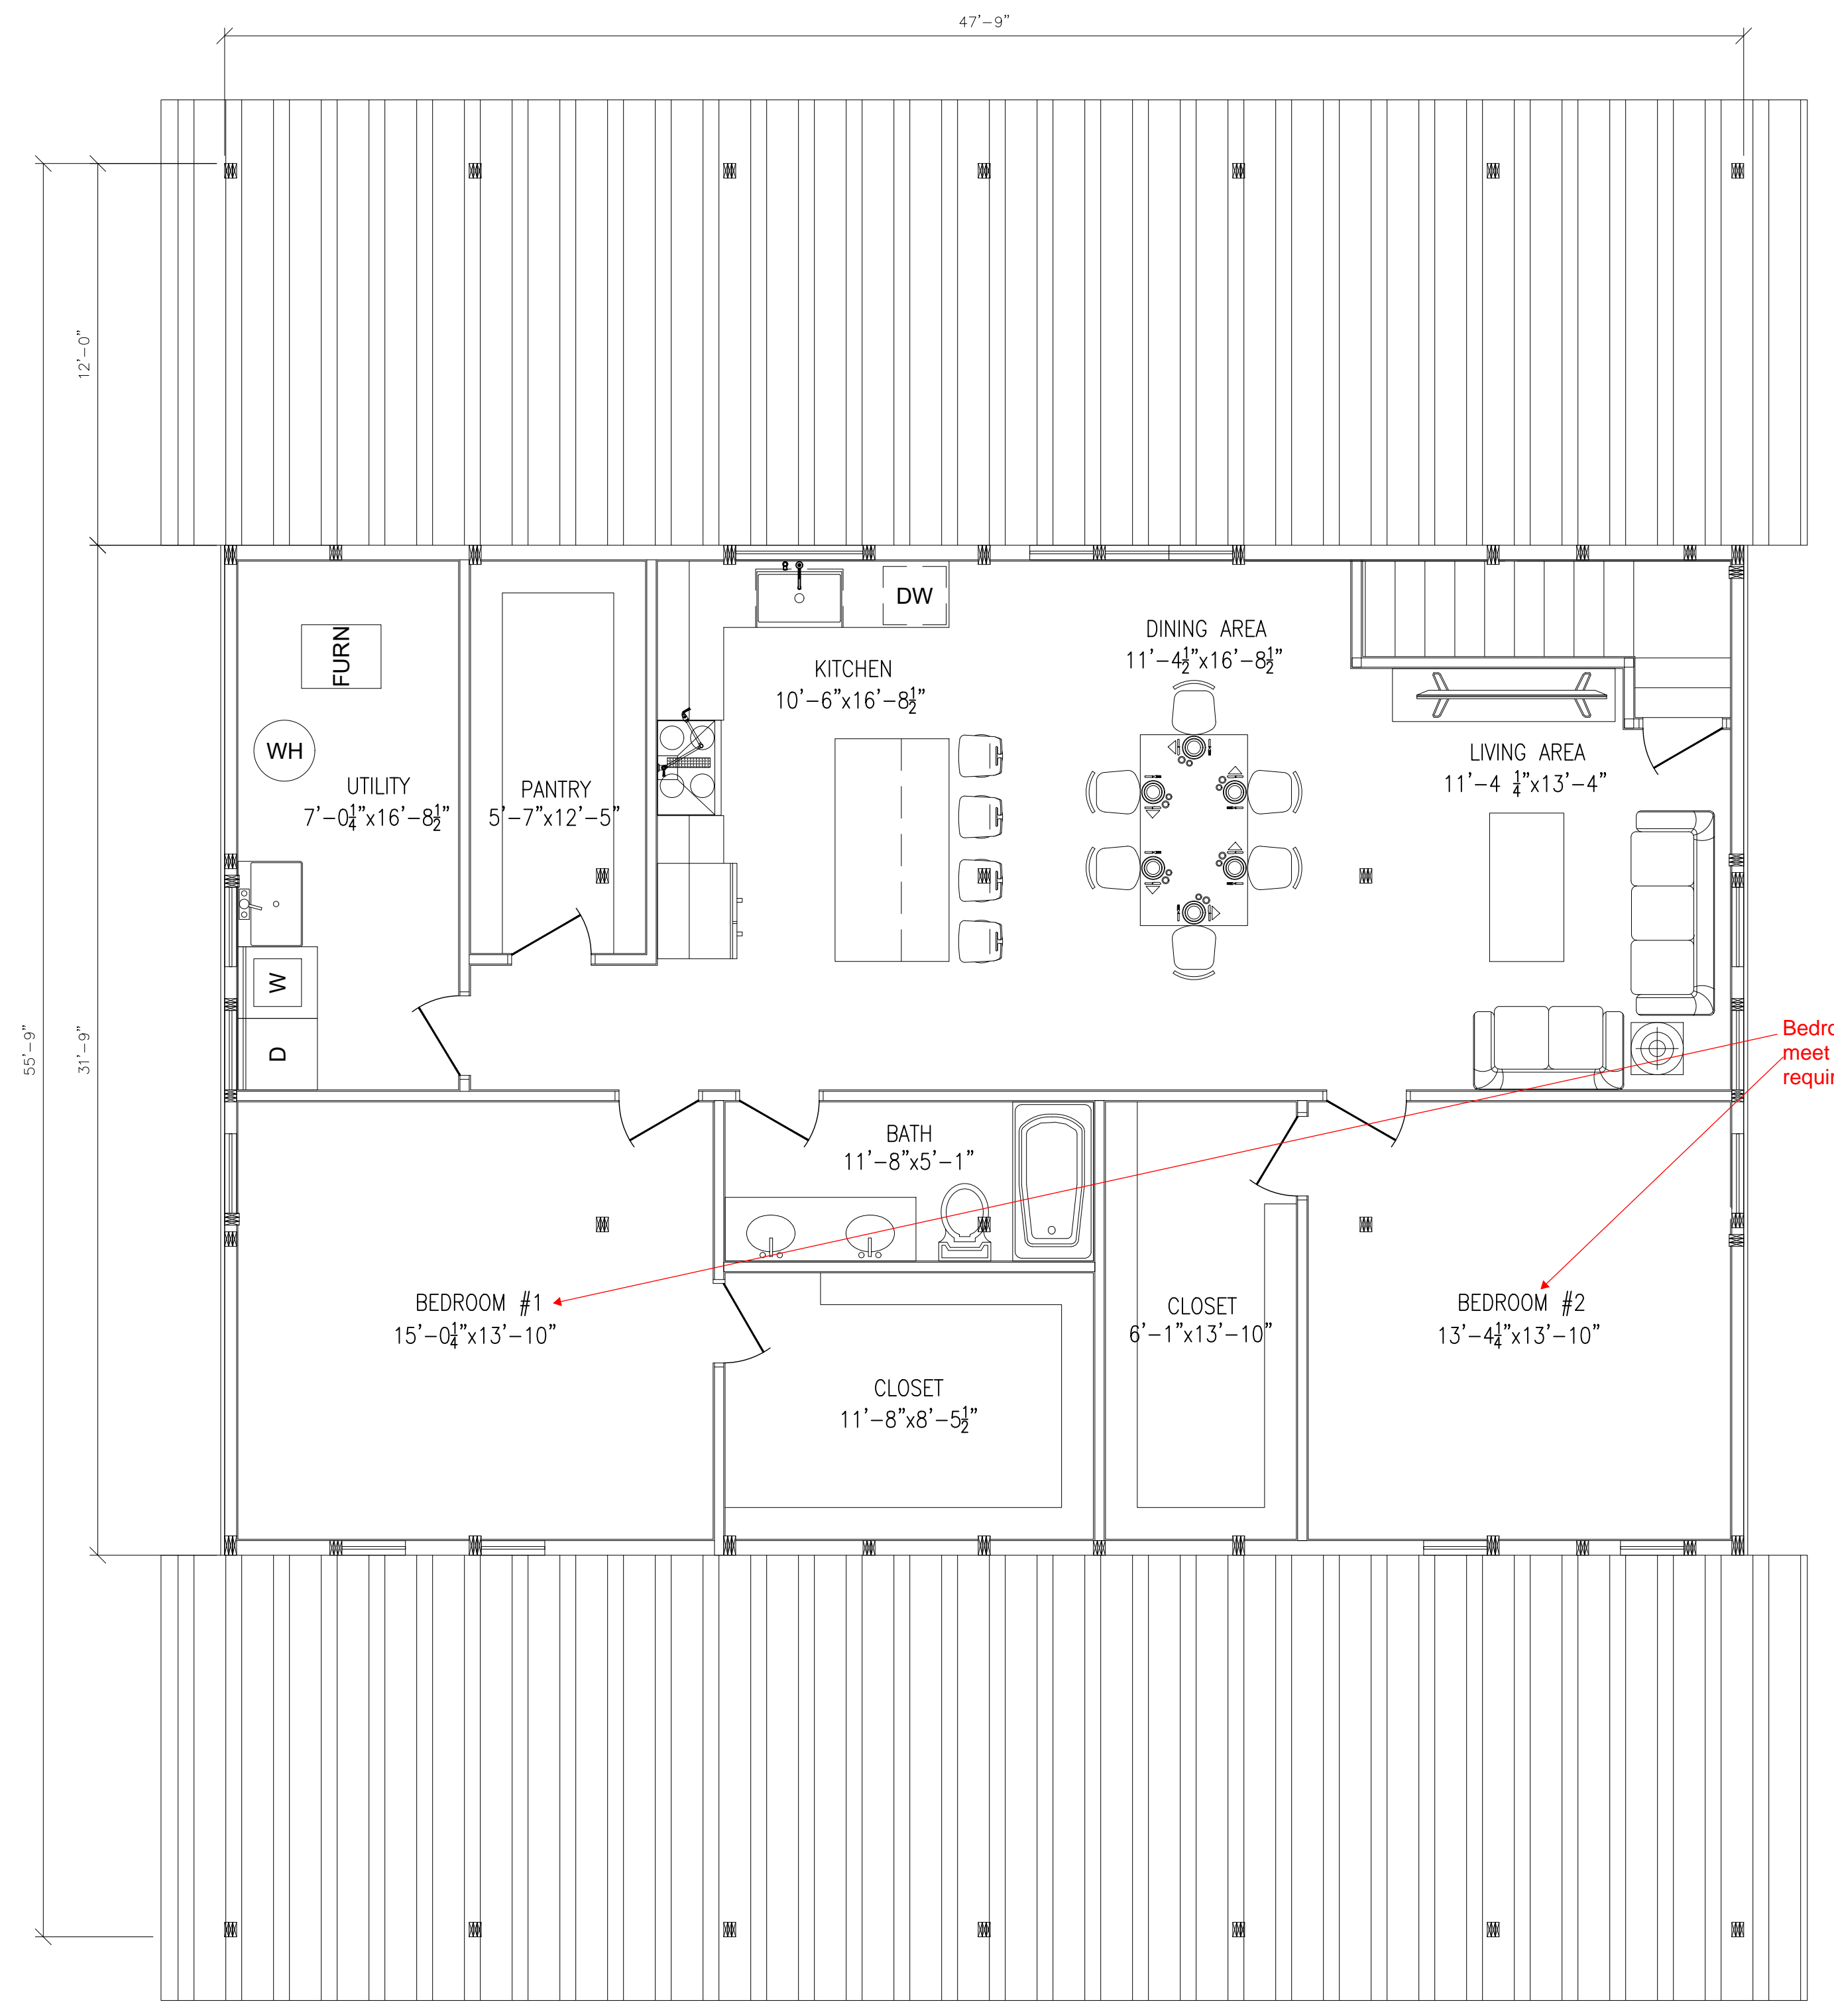 47'-9"
12'-0"
55'-9"
31'-9"
FURN
WH
UTILITY
7'-0¼"x16'-8½"
W
D
PANTRY
5'-7"x12'-5"
DW
KITCHEN
10'-6"x16'-8½"
DINING AREA
11'-4½"x16'-8½"
LIVING AREA
11'-4 ¼"x13'-4"
meet
BATH
11'-8"x5'-1"
BEDROOM #1
15'-0¼"x13'-10"
CLOSET
11'-8"x8'-5½"
CLOSET
6'-1"x13'-10"
BEDROOM #2
13'-4¼"x13'-10"